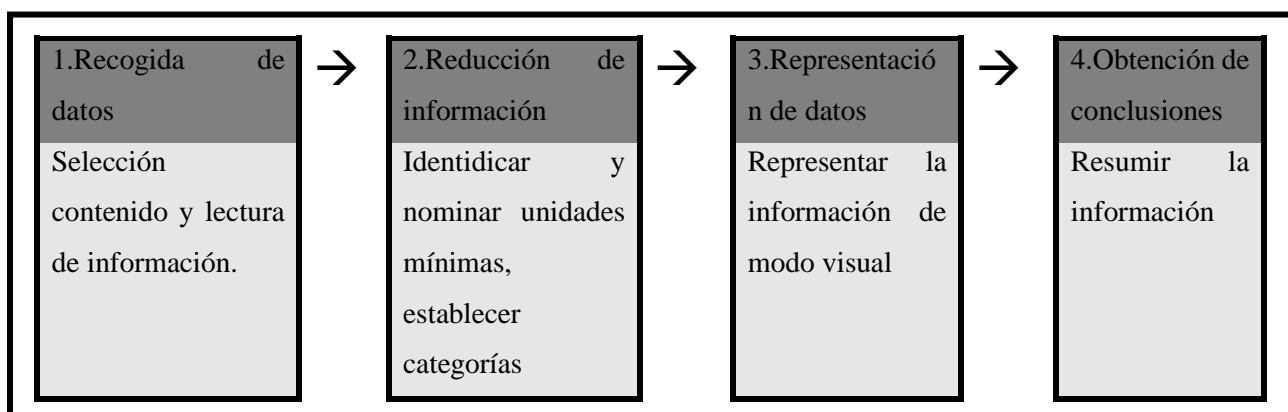 1.Recogida de
datos
Selección
contenido y lectura
de información.
→
2.Reducción de
información
Identidicar y
nominar unidades
mínimas,
establecer
categorías
→
3.Representació
n de datos
Representar la
información de
modo visual
→
4.Obtención de
conclusiones
Resumir la
información